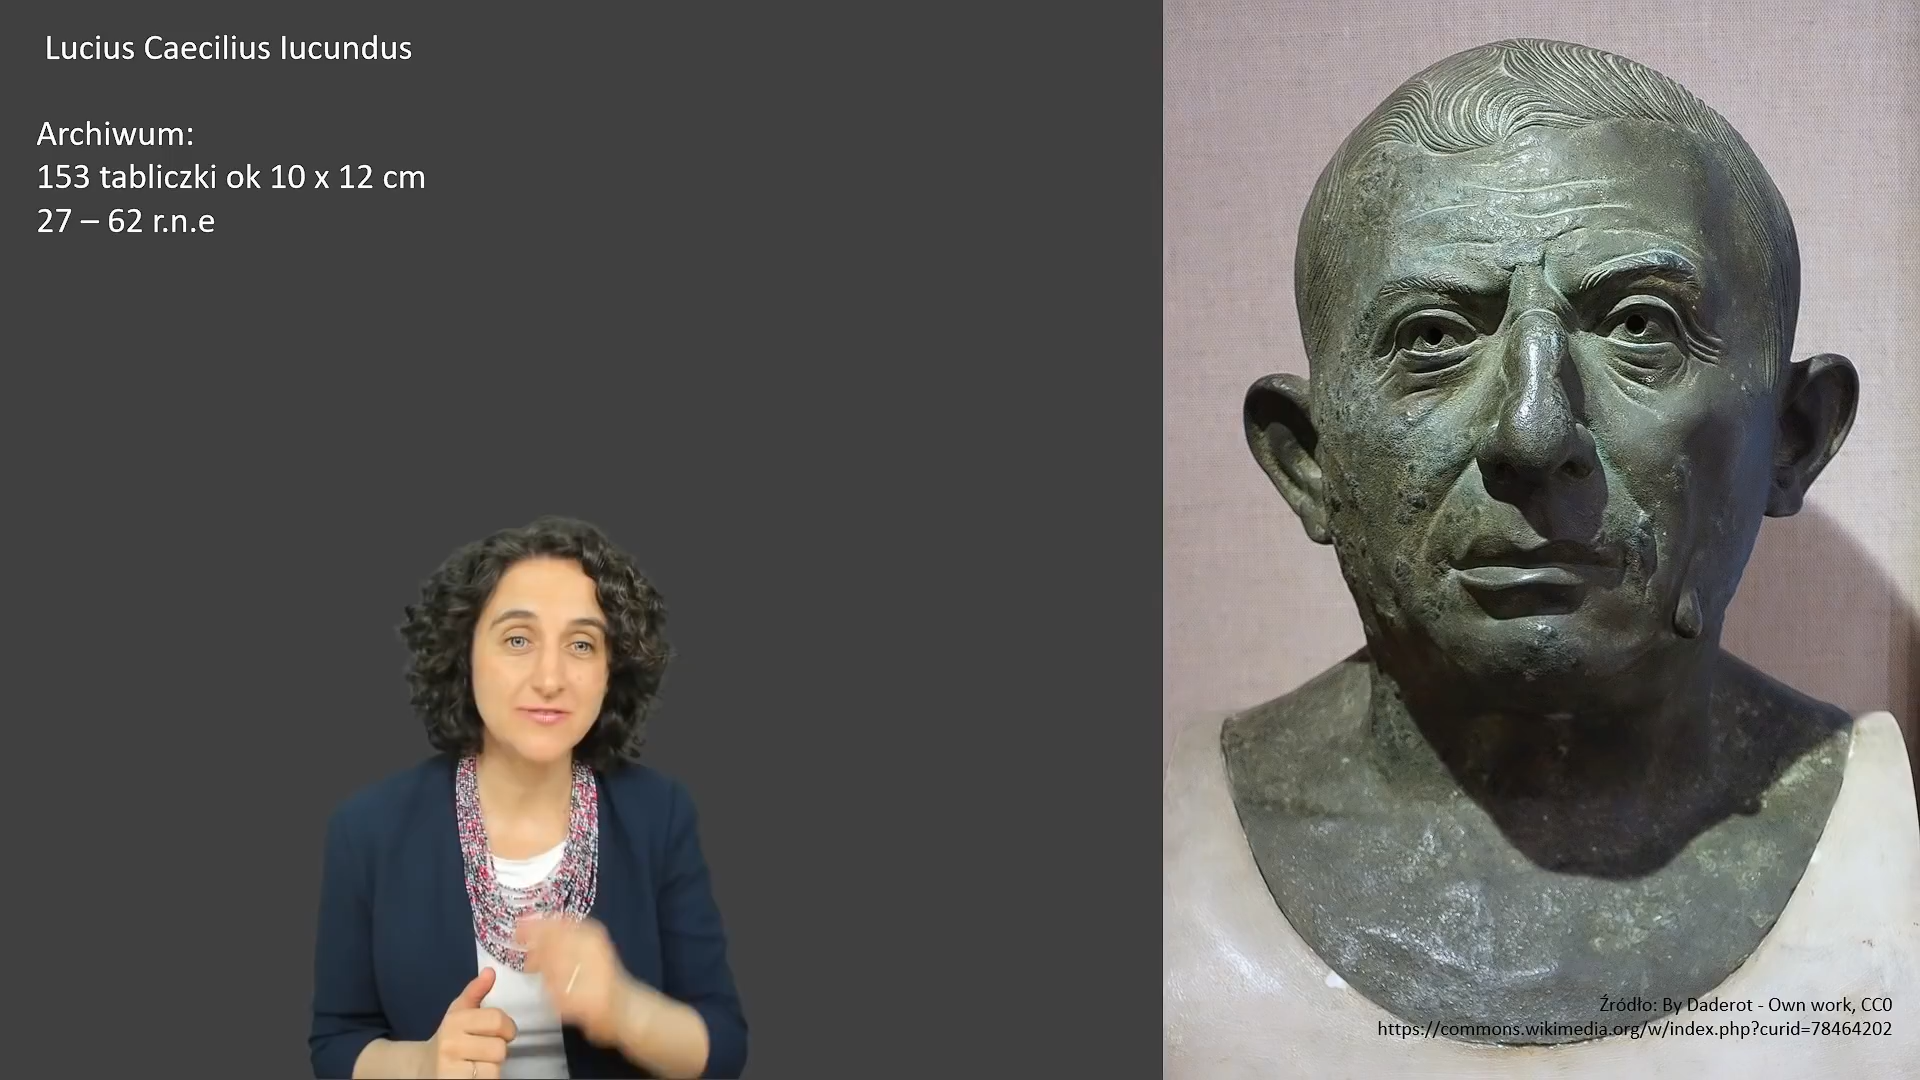 Lucius Caecilius Iucundus
Archiwum:
153 tabliczki ok 10 x 12 cm
27 – 62 r.n.e
Źródło: By Daderot - Own work, CC0
https://commons.wikimedia.org/w/index.php?curid=78464202